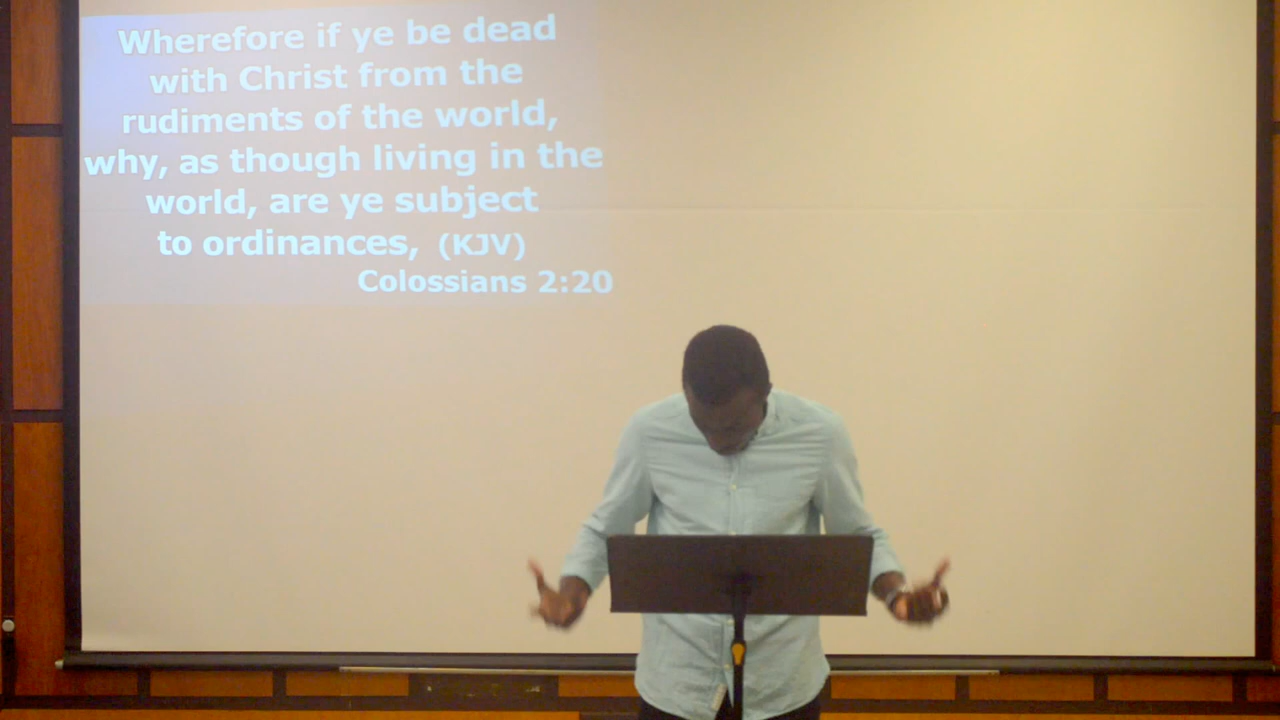 Wherefore if ye be dead
with Christ from the
rudiments of the world,
why, as though living in the
world, are ye subject
to ordinances, (KJV)
Colossians 2:20